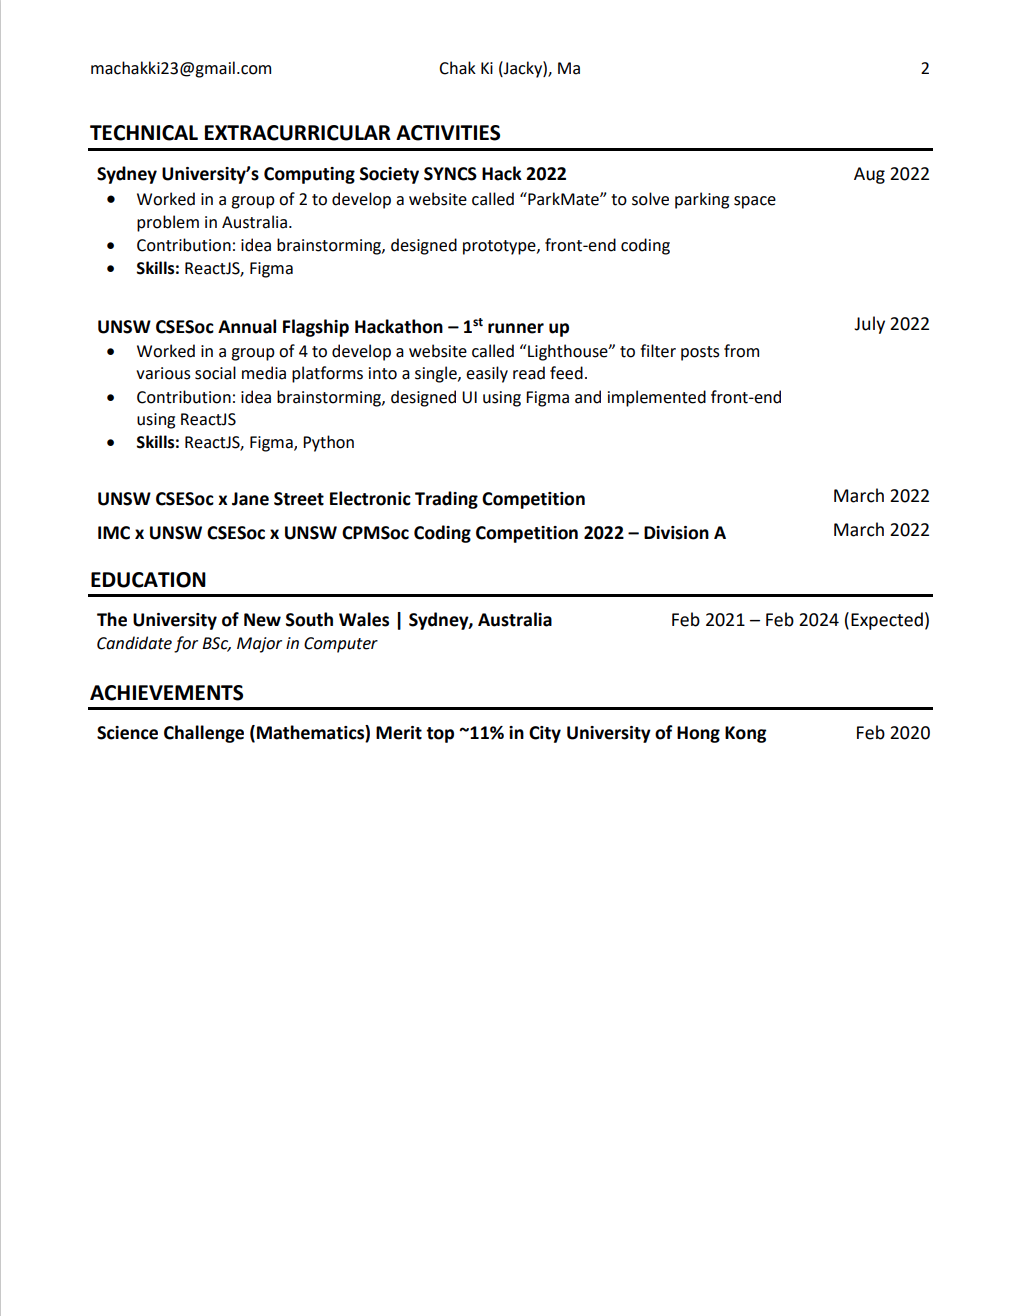 machakki23@gmail.com Chak Ki (Jacky), Ma 2
TECHNICAL EXTRACURRICULAR ACTIVITIES
Sydney University’s Computing Society SYNCS Hack 2022 Aug 2022
• Worked in a group of 2 to develop a website called “ParkMate” to solve parking space
problem in Australia.
• Contribution: idea brainstorming, designed prototype, front-end coding
• Skills: ReactJS, Figma
UNSW CSESoc Annual Flagship Hackathon – 1st runner up July 2022
• Worked in a group of 4 to develop a website called “Lighthouse” to filter posts from
various social media platforms into a single, easily read feed.
• Contribution: idea brainstorming, designed UI using Figma and implemented front-end
using ReactJS
• Skills: ReactJS, Figma, Python
UNSW CSESoc x Jane Street Electronic Trading Competition March 2022
IMC x UNSW CSESoc x UNSW CPMSoc Coding Competition 2022 – Division A March 2022
EDUCATION
The University of New South Wales | Sydney, Australia Feb 2021 – Feb 2024 (Expected)
Candidate for BSc, Major in Computer
ACHIEVEMENTS
Science Challenge (Mathematics) Merit top ~11% in City University of Hong Kong Feb 2020